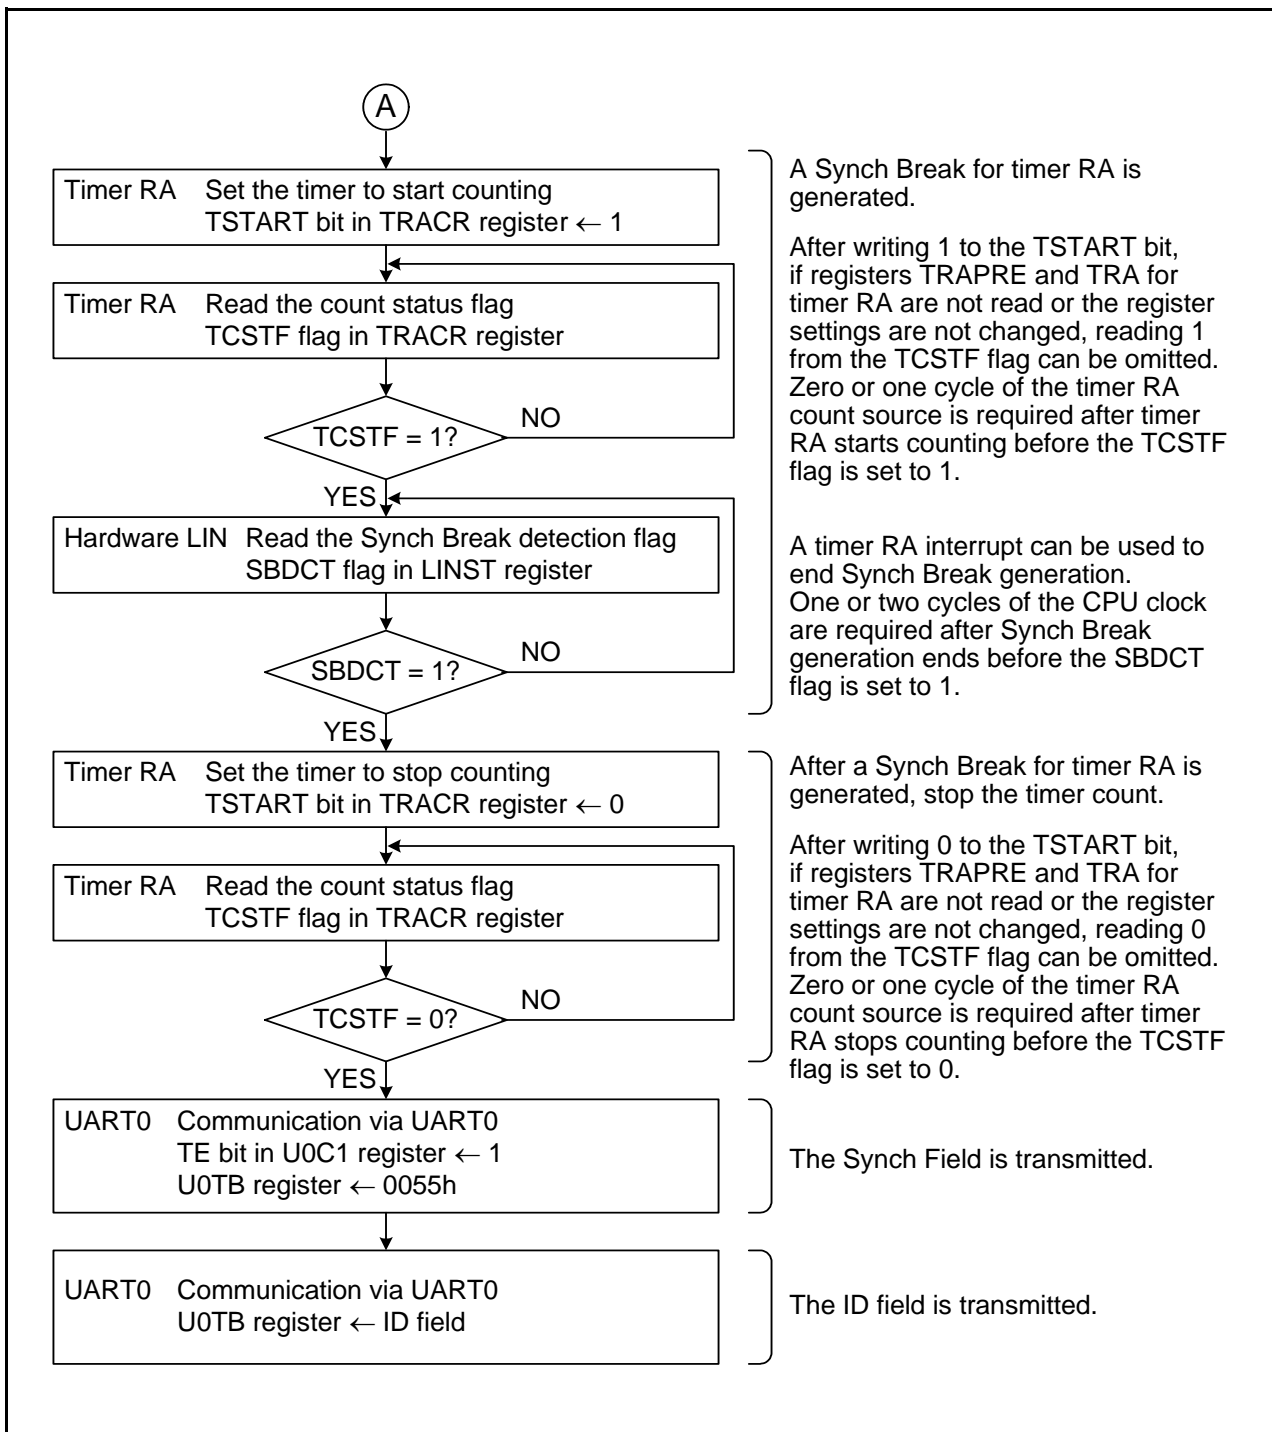 A
Timer RA Set the timer to start counting
TSTART bit in TRACR register ← 1
Timer RA Read the count status flag
TCSTF flag in TRACR register
TCSTF = 1?
NO
YES
Hardware LIN Read the Synch Break detection flag
SBDCT flag in LINST register
SBDCT = 1?
NO
YES
A Synch Break for timer RA is
generated.
After writing 1 to the TSTART bit,
if registers TRAPRE and TRA for
timer RA are not read or the register
settings are not changed, reading 1
from the TCSTF flag can be omitted.
Zero or one cycle of the timer RA
count source is required after timer
RA starts counting before the TCSTF
flag is set to 1.
A timer RA interrupt can be used to
end Synch Break generation.
One or two cycles of the CPU clock
are required after Synch Break
generation ends before the SBDCT
flag is set to 1.
Timer RA Set the timer to stop counting
TSTART bit in TRACR register ← 0
Timer RA Read the count status flag
TCSTF flag in TRACR register
TCSTF = 0?
NO
YES
After a Synch Break for timer RA is
generated, stop the timer count.
After writing 0 to the TSTART bit,
if registers TRAPRE and TRA for
timer RA are not read or the register
settings are not changed, reading 0
from the TCSTF flag can be omitted.
Zero or one cycle of the timer RA
count source is required after timer
RA stops counting before the TCSTF
flag is set to 0.
UART0 Communication via UART0
TE bit in U0C1 register ← 1
U0TB register ← 0055h
The Synch Field is transmitted.
UART0 Communication via UART0
U0TB register ← ID field
The ID field is transmitted.